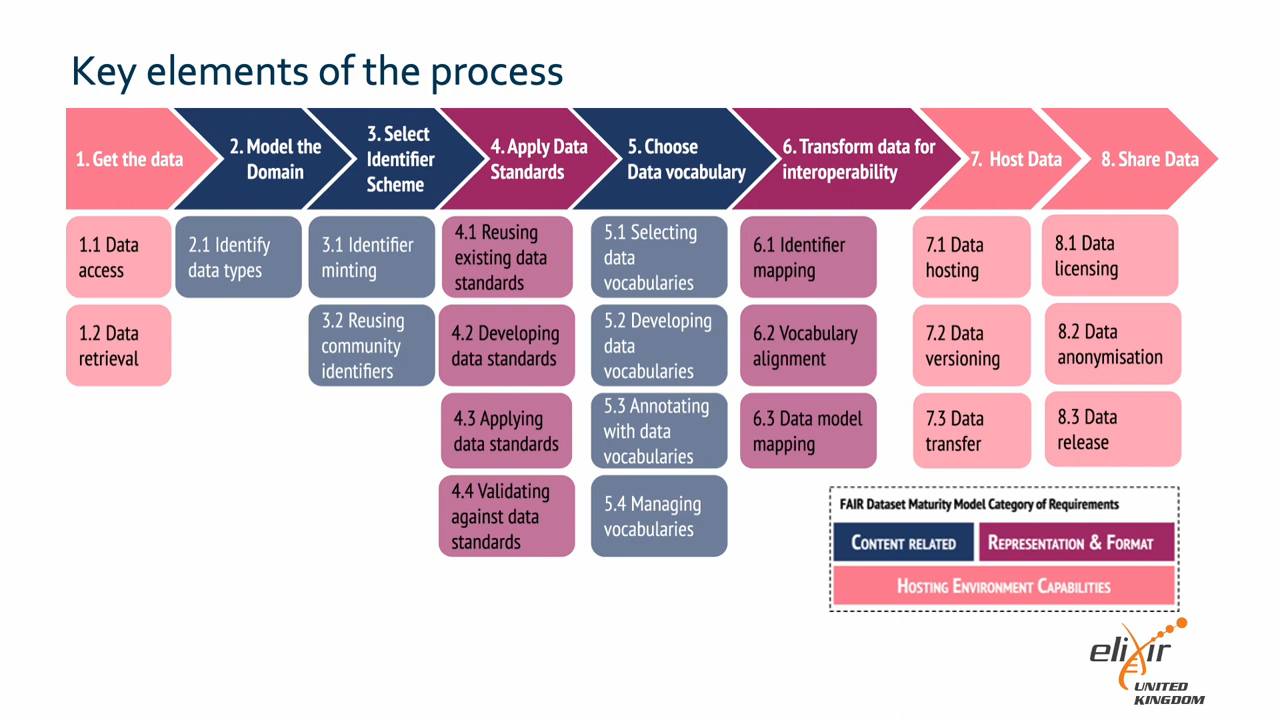 Key elements of the process
1. Get the data
2. Model the
Domain
3. Select
Identifier
Scheme
4. Apply Data
Standards
5. Choose
Data vocabulary
6. Transform data for
interoperability
7. Host Data
8. Share Data
1.1 Data
access
1.2 Data
retrieval
2.1 Identify
data types
3.1 Identifier
minting
3.2 Reusing
community
identifiers
4.1 Reusing
existing data
standards
4.2 Developing
data standards
4.3 Applying
data standards
4.4 Validating
against data
standards
5.1 Selecting
data
vocabularies
5.2 Developing
data
vocabularies
5.3 Annotating
with data
vocabularies
5.4 Managing
vocabularies
6.1 Identifier
mapping
6.2 Vocabulary
alignment
6.3 Data model
mapping
7.1 Data
hosting
7.2 Data
versioning
7.3 Data
transfer
8.1 Data
licensing
8.2 Data
anonymisation
8.3 Data
release
FAIR Dataset Maturity Model Category of Requirements
CONTENT RELATED
REPRESENTATION & FORMAT
HOSTING ENVIRONMENT CAPABILITIES
elixir
UNITED
KINGDOM